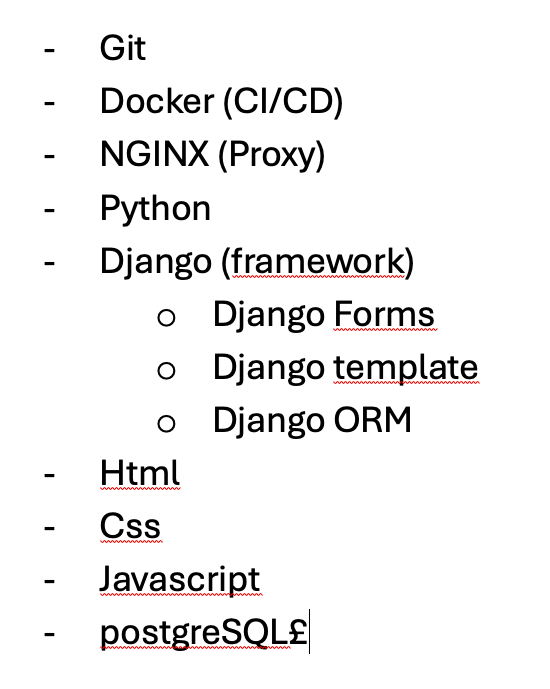 - Git
- Docker (CI/CD)
- NGINX (Proxy)
- Python
- Django (framework)
o Django Forms
o Django template
o Django ORM
- Html
- Css
- Javascript
- postgreSQL£